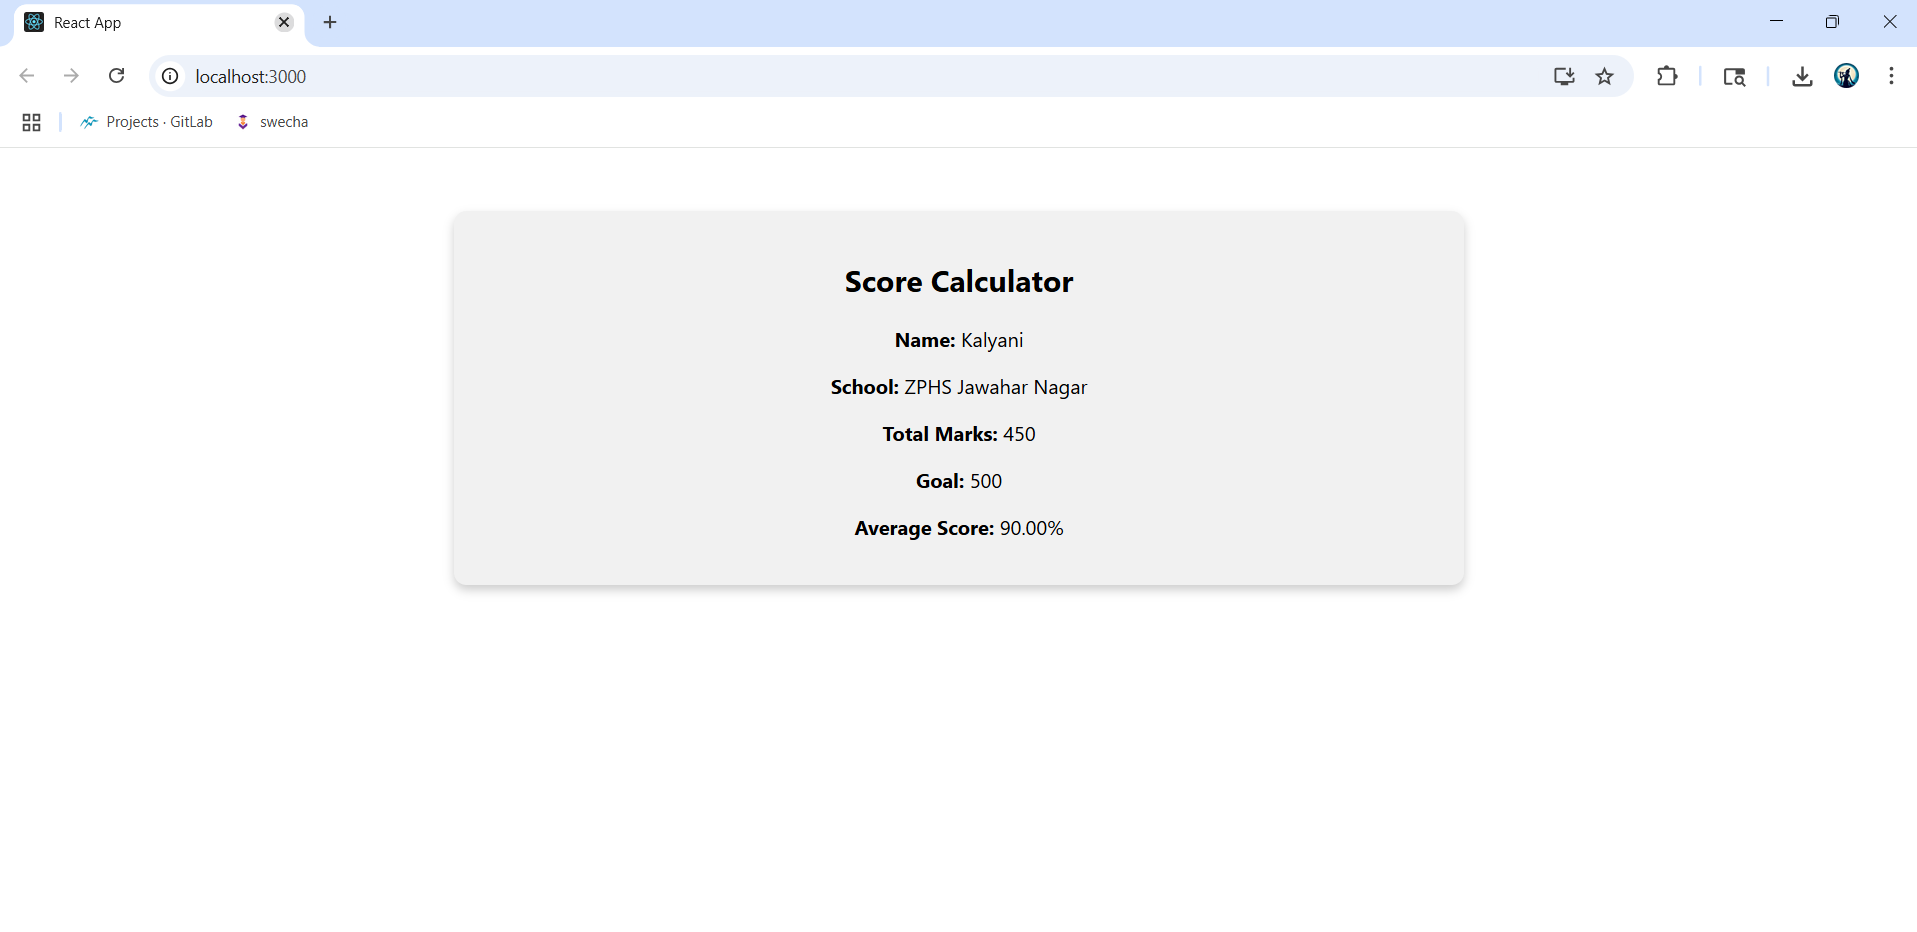 React App
localhost:3000
Projects · GitLab swecha
Score Calculator
Name: Kalyani
School: ZPHS Jawahar Nagar
Total Marks: 450
Goal: 500
Average Score: 90.00%